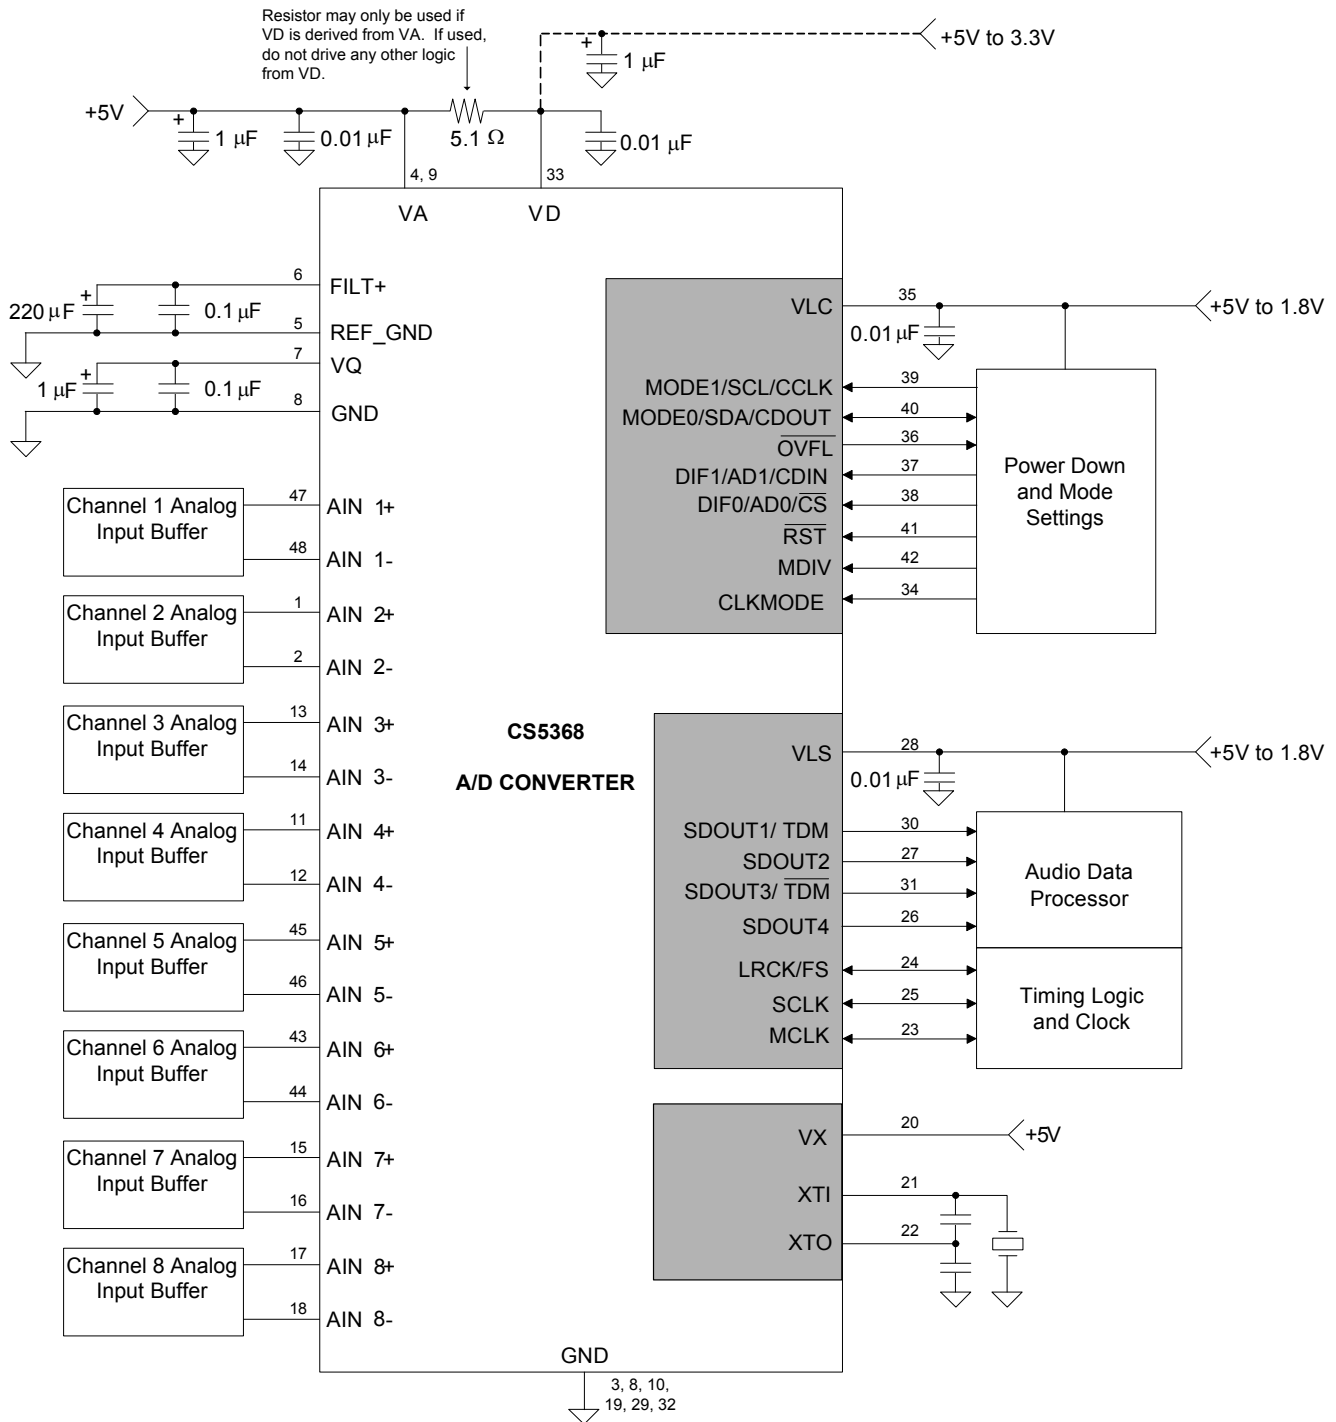 Resistor may only be used if
VD is derived from VA. If used,
do not drive any other logic
from VD.
+5V to 3.3V
+
1 µF
+5V
+
1 µF
0.01 µF
5.1 Ω
0.01 µF
4, 9
33
VA
VD
6
FILT+
220 µF
+
0.1 µF
5
REF_GND
7
VQ
1 µF
+
0.1 µF
8
GND
Channel 1 Analog
Input Buffer
47
AIN 1+
48
AIN 1-
Channel 2 Analog
Input Buffer
1
AIN 2+
2
AIN 2-
Channel 3 Analog
Input Buffer
13
AIN 3+
14
AIN 3-
Channel 4 Analog
Input Buffer
11
AIN 4+
12
AIN 4-
Channel 5 Analog
Input Buffer
45
AIN 5+
46
AIN 5-
Channel 6 Analog
Input Buffer
43
AIN 6+
44
AIN 6-
Channel 7 Analog
Input Buffer
15
AIN 7+
16
AIN 7-
Channel 8 Analog
Input Buffer
17
AIN 8+
18
AIN 8-
CS5368
A/D CONVERTER
VLC
35
+5V to 1.8V
0.01 µF
MODE1/SCL/CCLK
39
MODE0/SDA/CDOUT
40
OVFL
36
DIF1/AD1/CDIN
37
DIF0/AD0/CS
38
RST
41
MDIV
42
CLKMODE
34
Power Down
and Mode
Settings
VLS
28
+5V to 1.8V
0.01 µF
SDOUT1/ TDM
30
SDOUT2
27
SDOUT3/ TDM
31
SDOUT4
26
Audio Data
Processor
LRCK/FS
24
SCLK
25
MCLK
23
Timing Logic
and Clock
VX
20
+5V
XTI
21
XTO
22
GND
3, 8, 10,
19, 29, 32